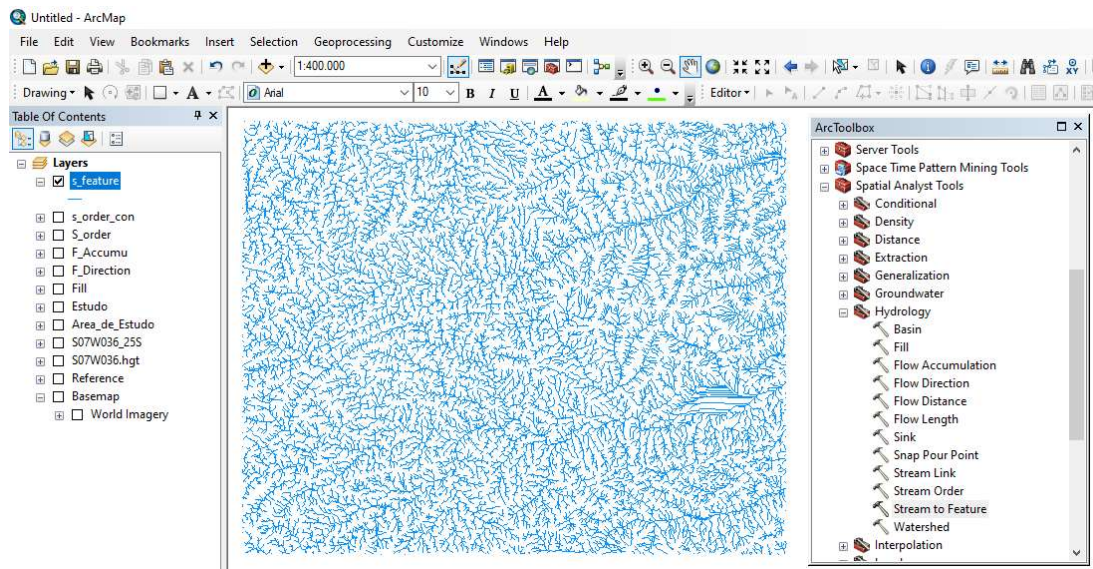 Untitled - ArcMap
File Edit View Bookmarks Insert Selection Geoprocessing Customize Windows Help
1:400.000
Drawing A Arial 10 B I U A Editor
Table Of Contents
Layers
s_feature
s_order_con
S_order
F_Accumu
F_Direction
Fill
Estudo
Area_de_Estudo
S07W036_25S
S07W036.hgt
Reference
Basemap
World Imagery
ArcToolbox
Server Tools
Space Time Pattern Mining Tools
Spatial Analyst Tools
Conditional
Density
Distance
Extraction
Generalization
Groundwater
Hydrology
Basin
Fill
Flow Accumulation
Flow Direction
Flow Distance
Flow Length
Sink
Snap Pour Point
Stream Link
Stream Order
Stream to Feature
Watershed
Interpolation